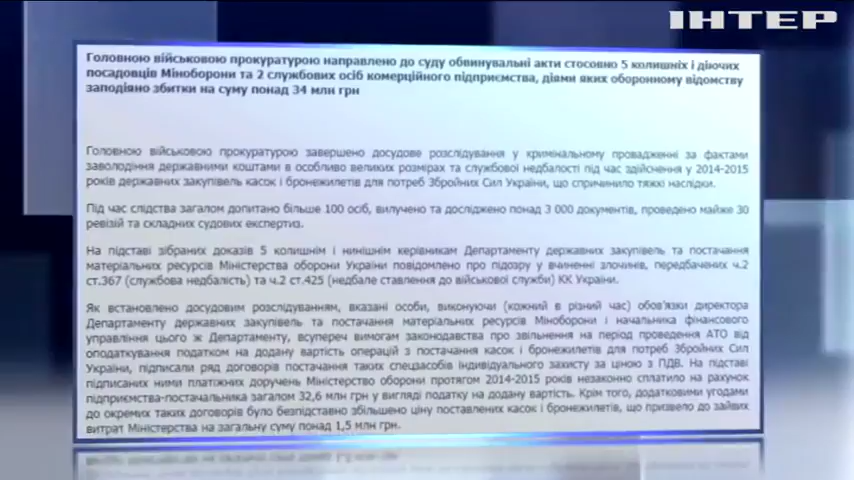 ІНТЕР
Головною військовою прокуратурою направлено до суду обвинувальні акти стосовно 5 колишніх і діючих
посадовців Міноборони та 2 службових осіб комерційного підприємства, діями яких оборонному відомству
заподіяно збитки на суму понад 34 млн грн
Головною військовою прокуратурою завершено досудове розслідування у кримінальному провадженні за фактами
заволодіння державними коштами в особливо великих розмірах та службової недбалості під час здійснення у 2014-2015
років державних закупівель касок і бронежилетів для потреб Збройних Сил України, що спричинило тяжкі наслідки.
Під час слідства загалом допитано більше 100 осіб, вилучено та досліджено понад 3 000 документів, проведено майже 30
ревізій та складних судових експертиз.
На підставі зібраних доказів 5 колишнім і нинішнім керівникам Департаменту державних закупівель та постачання
матеріальних ресурсів Міністерства оборони України повідомлено про підозру у вчиненні злочинів, передбачених ч.2
ст.367 (службова недбалість) та ч.2 ст.425 (недбале ставлення до військової служби) КК України.
Як встановлено досудовим розслідуванням, вказані особи, виконуючи (кожний в різний час) обов'язки директора
Департаменту державних закупівель та постачання матеріальних ресурсів Міноборони і начальника фінансового
управління цього ж Департаменту, всупереч вимогам законодавства про звільнення на період проведення АТО від
оподаткування податком на додану вартість операцій з постачання касок і бронежилетів для потреб Збройних Сил
України, підписали ряд договорів постачання таких спецзасобів індивідуального захисту за ціною з ПДВ. На підставі
підписаних ними платіжних доручень Міністерство оборони протягом 2014-2015 років незаконно сплатило на рахунок
підприємства-постачальника загалом 32,6 млн грн у вигляді податку на додану вартість. Крім того, додатковими угодами
до окремих таких договорів було безпідставно збільшено ціну поставлених касок і бронежилетів, що призвело до зайвих
витрат Міністерства на загальну суму понад 1,5 млн грн.